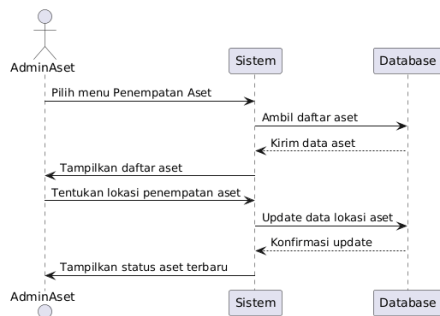 AdminAset
Sistem
Database
Pilih menu Penempatan Aset
Ambil daftar aset
Kirim data aset
Tampilkan daftar aset
Tentukan lokasi penempatan aset
Update data lokasi aset
Konfirmasi update
Tampilkan status aset terbaru
AdminAset
Sistem
Database